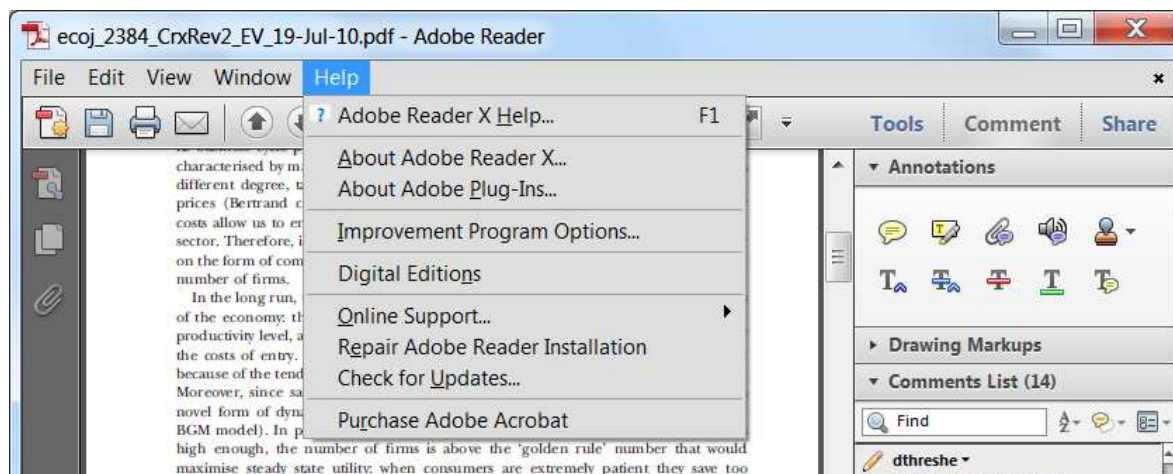 ecoj_2384_CrxRev2_EV_19-Jul-10.pdf - Adobe Reader
File Edit View Window Help
Adobe Reader X Help... F1
About Adobe Reader X...
About Adobe Plug-Ins...
Improvement Program Options...
Digital Editions
Online Support...
Repair Adobe Reader Installation
Check for Updates...
Purchase Adobe Acrobat
Tools Comment Share
Annotations
Drawing Markups
Comments List (14)
Find
dthreshe
characterised by m
different degree, t
prices (Bertrand c
costs allow us to er
sector. Therefore, i
on the form of com
number of firms.
In the long run,
of the economy: th
productivity level, a
the costs of entry.
because of the tend
Moreover, since sa
novel form of dyna
BGM model). In p
high enough, the number of firms is above the 'golden rule' number that would
maximise steady state utility: when consumers are extremely patient they save too